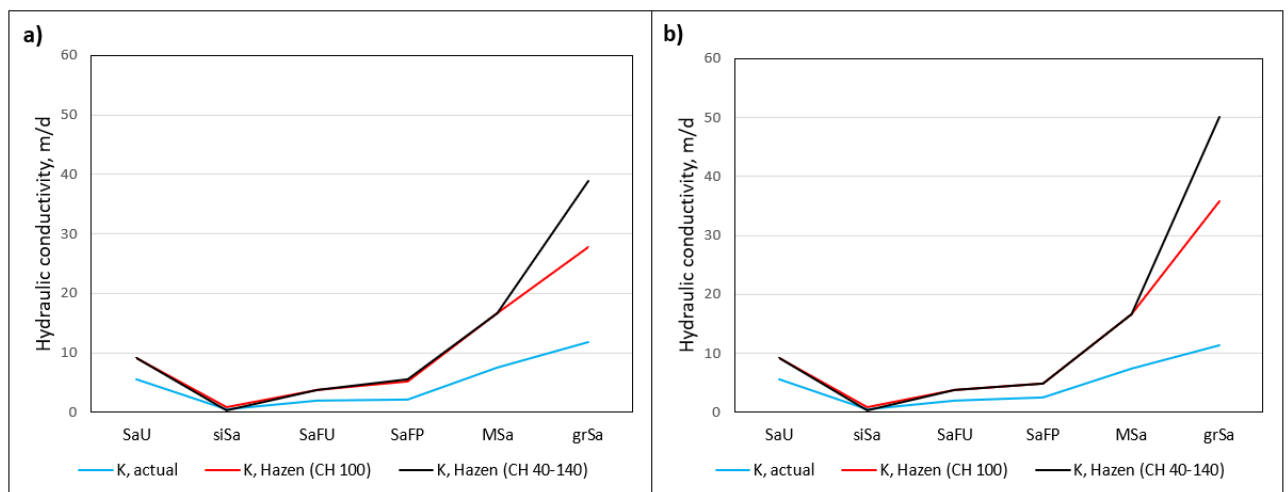 a)
Hydraulic conductivity, m/d
60
50
40
30
20
10
0
SaU siSa SaFU SaFP MSa grSa
K, actual K, Hazen (CH 100) K, Hazen (CH 40-140)
b)
Hydraulic conductivity, m/d
60
50
40
30
20
10
0
SaU siSa SaFU SaFP MSa grSa
K, actual K, Hazen (CH 100) K, Hazen (CH 40-140)